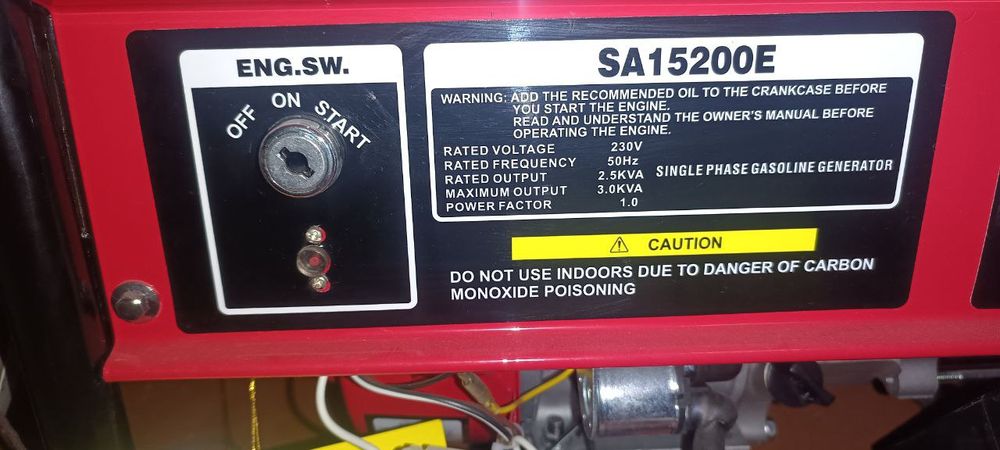 ENG.SW.
OFF ON START
SA15200E
WARNING: ADD THE RECOMMENDED OIL TO THE CRANKCASE BEFORE
YOU START THE ENGINE.
READ AND UNDERSTAND THE OWNER'S MANUAL BEFORE
OPERATING THE ENGINE.
RATED VOLTAGE 230V
RATED FREQUENCY 50Hz
RATED OUTPUT 2.5KVA
MAXIMUM OUTPUT 3.0KVA
POWER FACTOR 1.0
SINGLE PHASE GASOLINE GENERATOR
CAUTION
DO NOT USE INDOORS DUE TO DANGER OF CARBON
MONOXIDE POISONING